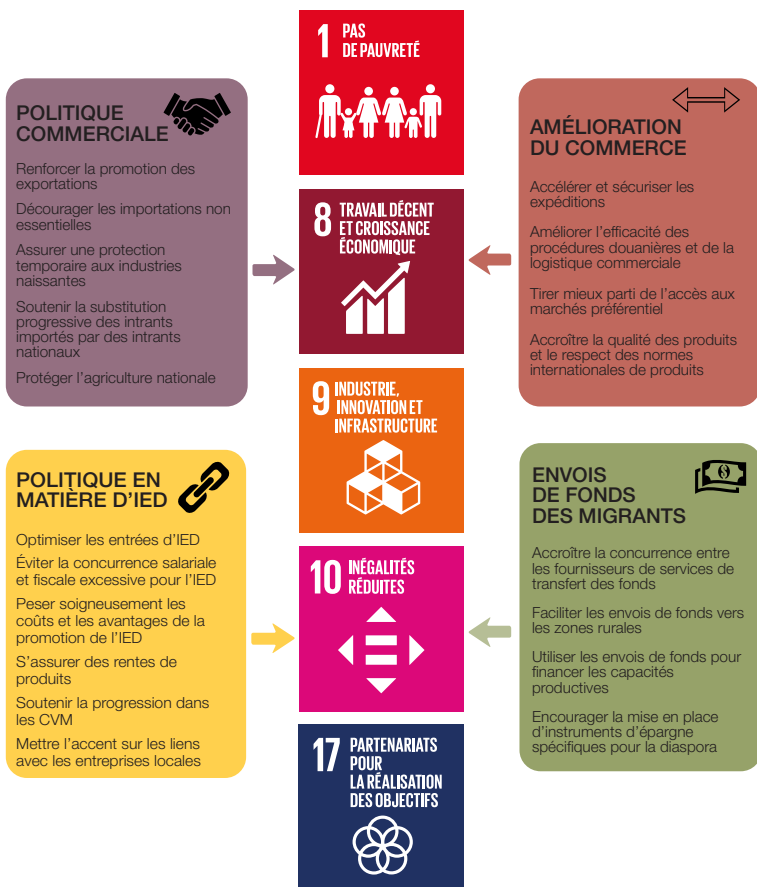 1 PAS
DE PAUVRETÉ
POLITIQUE
COMMERCIALE
Renforcer la promotion des
exportations
Décourager les importations non
essentielles
Assurer une protection
temporaire aux industries
naissantes
Soutenir la substitution
progressive des intrants
importés par des intrants
nationaux
Protéger l'agriculture nationale
8 TRAVAIL DÉCENT
ET CROISSANCE
ÉCONOMIQUE
AMÉLIORATION
DU COMMERCE
Accélérer et sécuriser les
expéditions
Améliorer l'efficacité des
procédures douanières et de la
logistique commerciale
Tirer mieux parti de l'accès aux
marchés préférentiel
Accroître la qualité des produits
et le respect des normes
internationales de produits
9 INDUSTRIE,
INNOVATION ET
INFRASTRUCTURE
POLITIQUE EN
MATIÈRE D'IED
Optimiser les entrées d'IED
Éviter la concurrence salariale
et fiscale excessive pour l'IED
Peser soigneusement les
coûts et les avantages de la
promotion de l'IED
S'assurer des rentes de
produits
Soutenir la progression dans
les CVM
Mettre l'accent sur les liens
avec les entreprises locales
10 INÉGALITÉS
RÉDUITES
ENVOIS
DE FONDS
DES MIGRANTS
Accroître la concurrence entre
les fournisseurs de services de
transfert des fonds
Faciliter les envois de fonds vers
les zones rurales
Utiliser les envois de fonds pour
financer les capacités
productives
Encourager la mise en place
d'instruments d'épargne
spécifiques pour la diaspora
17 PARTENARIATS
POUR
LA RÉALISATION
DES OBJECTIFS